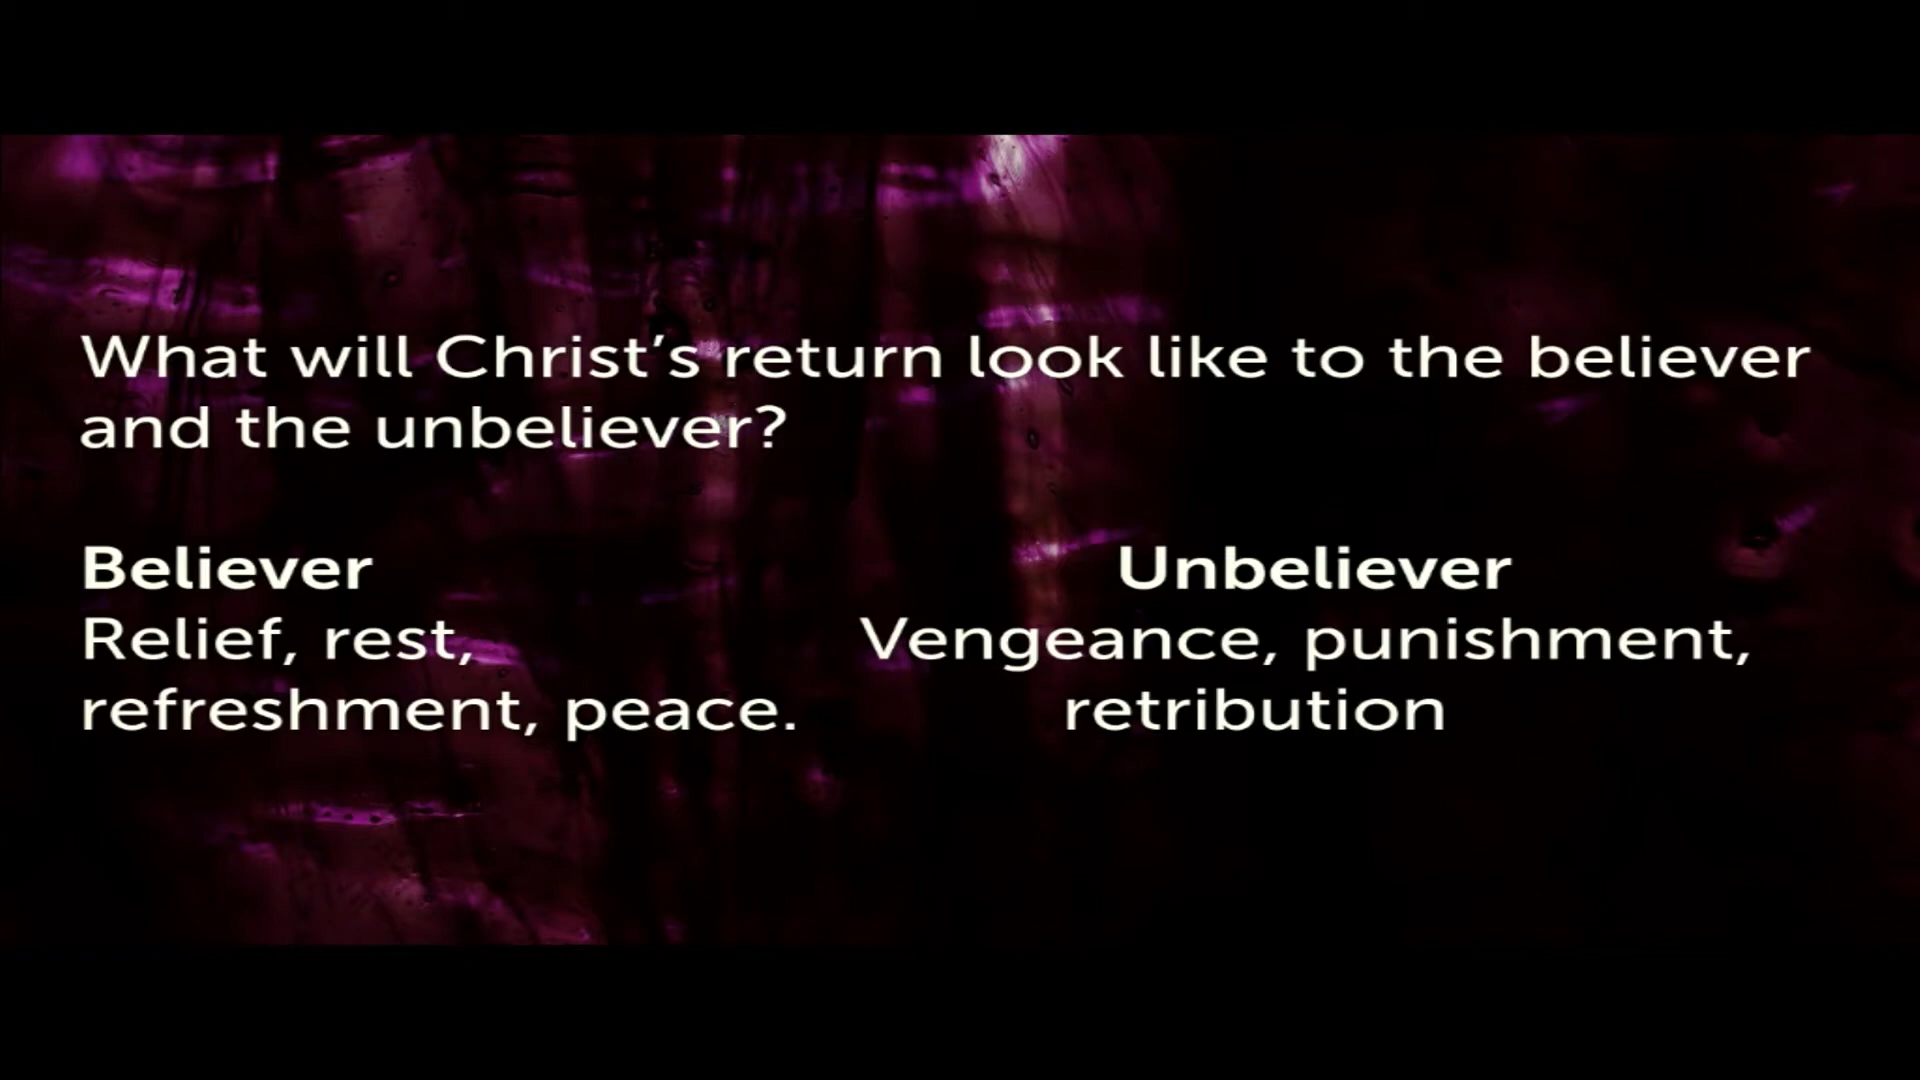 What will Christ's return look like to the believer
and the unbeliever?
Believer
Relief, rest,
refreshment, peace.
Unbeliever
Vengeance, punishment,
retribution